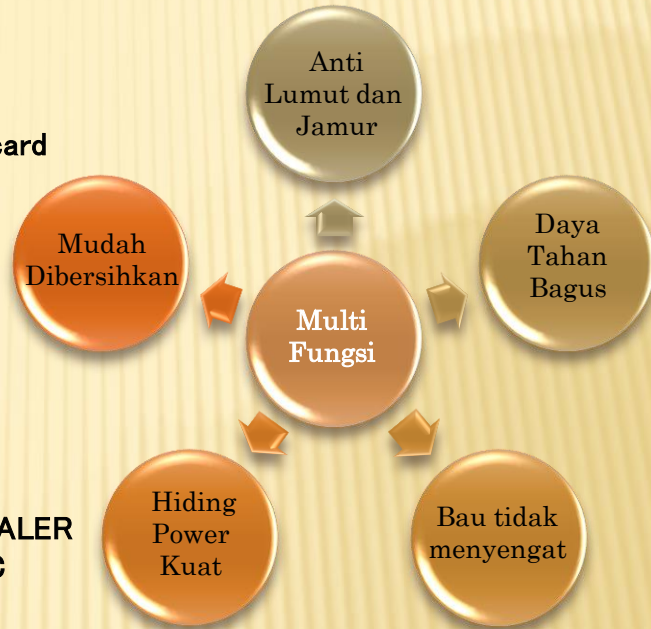 Anti
Lumut dan
Jamur
card
Mudah
Dibersihkan
Daya
Tahan
Bagus
Multi
Fungsi
Hiding
Power
Kuat
Bau tidak
menyengat
ALER